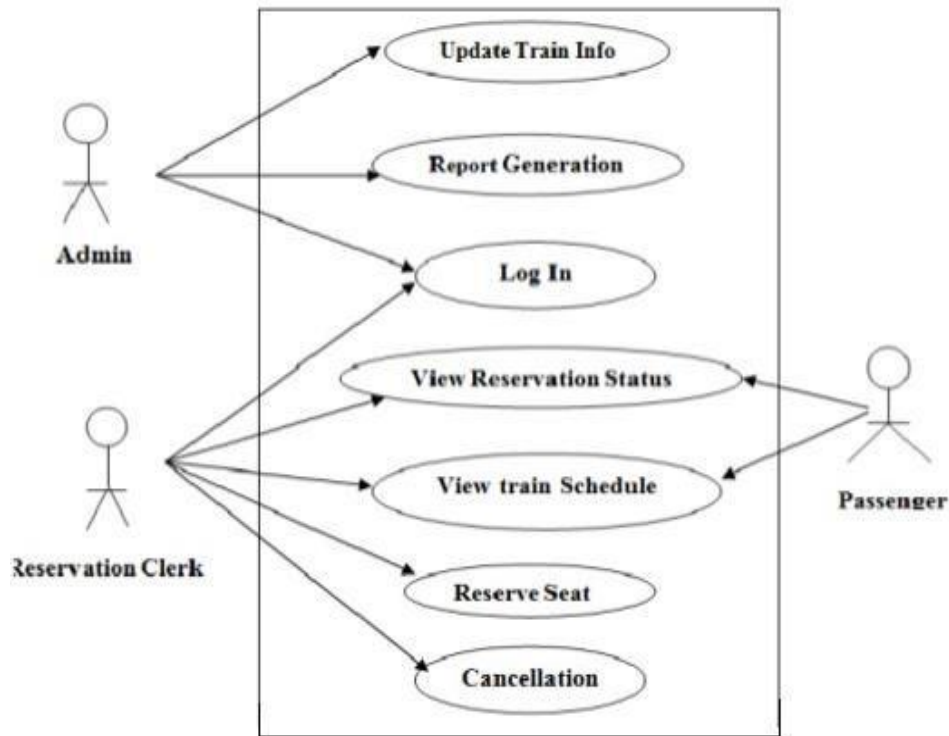 Update Train Info
Report Generation
Admin
Log In
View Reservation Status
View train Schedule
Passenger
Reservation Clerk
Reserve Seat
Cancellation